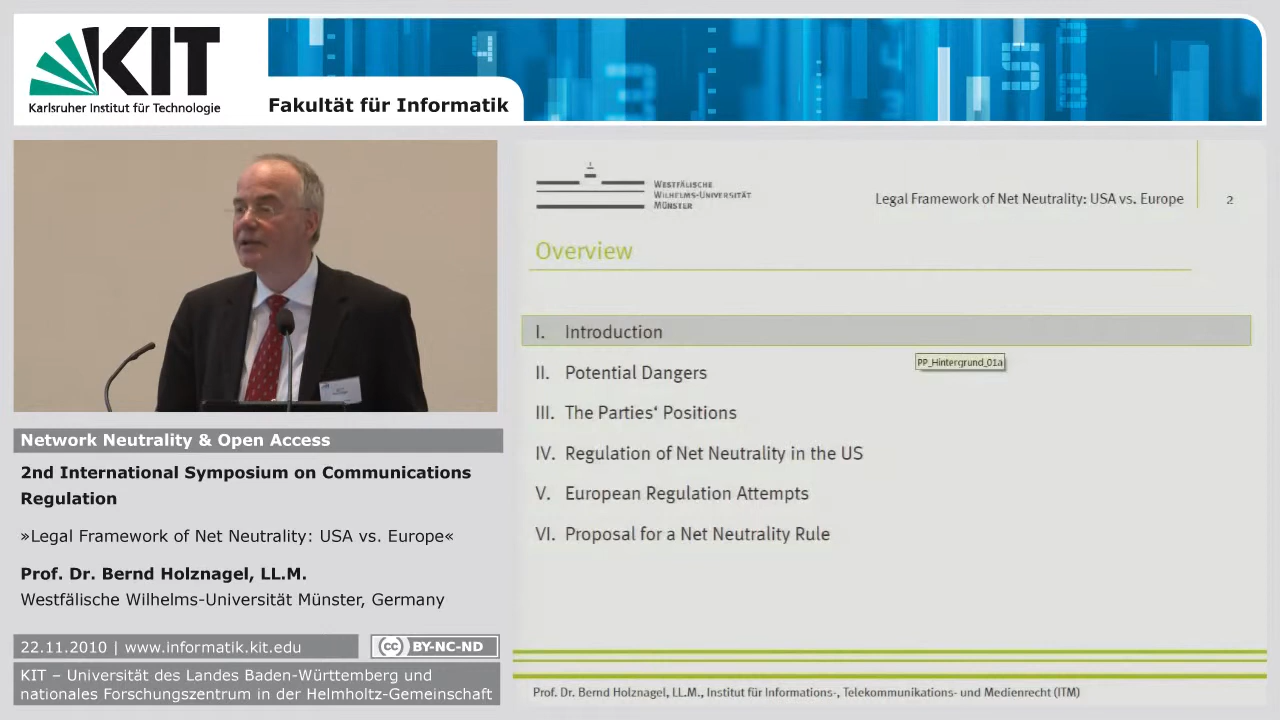 KIT
Karlsruher Institut für Technologie
Fakultät für Informatik
WESTFÄLISCHE
WILHELMS-UNIVERSITÄT
MÜNSTER
Legal Framework of Net Neutrality: USA vs. Europe
2
Overview
I. Introduction
PP_Hintergrund_01a
II. Potential Dangers
III. The Parties‘ Positions
IV. Regulation of Net Neutrality in the US
V. European Regulation Attempts
VI. Proposal for a Net Neutrality Rule
Prof. Dr. Bernd Holznagel, LL.M., Institut für Informations-, Telekommunikations- und Medienrecht (ITM)
Network Neutrality & Open Access
2nd International Symposium on Communications
Regulation
»Legal Framework of Net Neutrality: USA vs. Europe«
Prof. Dr. Bernd Holznagel, LL.M.
Westfälische Wilhelms-Universität Münster, Germany
22.11.2010 | www.informatik.kit.edu
cc BY-NC-ND
KIT – Universität des Landes Baden-Württemberg und
nationales Forschungszentrum in der Helmholtz-Gemeinschaft